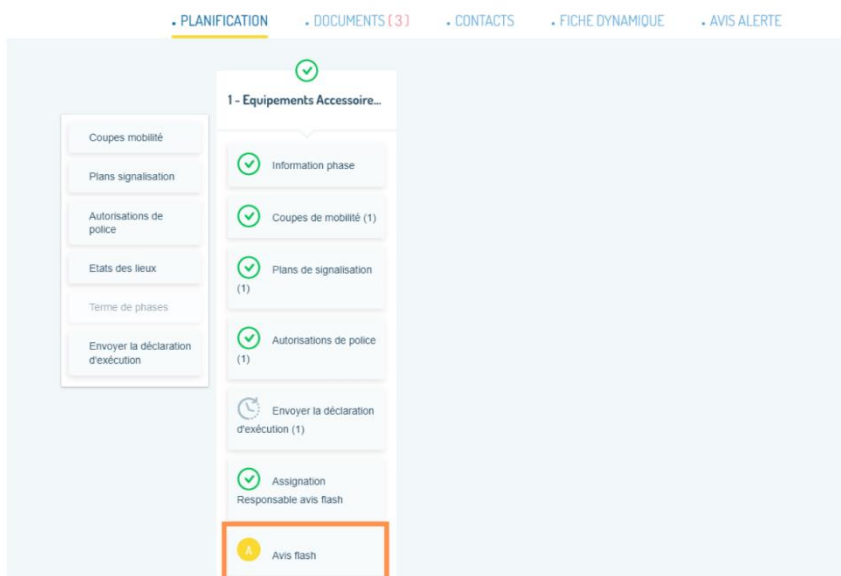 • PLANIFICATION
• DOCUMENTS (3)
• CONTACTS
• FICHE DYNAMIQUE
• AVIS ALERTE
1 - Equipements Accessoire...
Coupes mobilité
Plans signalisation
Autorisations de
police
Etats des lieux
Terme de phases
Envoyer la déclaration
d'exécution
Information phase
Coupes de mobilité (1)
Plans de signalisation
(1)
Autorisations de police
(1)
Envoyer la déclaration
d'exécution (1)
Assignation
Responsable avis flash
A
Avis flash